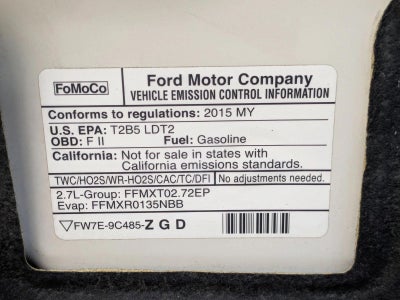 FoMoCo
Ford Motor Company
VEHICLE EMISSION CONTROL INFORMATION
Conforms to regulations: 2015 MY
U.S. EPA: T2B5 LDT2
OBD: F II Fuel: Gasoline
California: Not for sale in states with
California emissions standards.
TWC/HO2S/WR-HO2S/CAC/TC/DFI No adjustments needed.
2.7L-Group: FFMXT02.72EP
Evap: FFMXR0135NBB
FW7E-9C485-ZGD